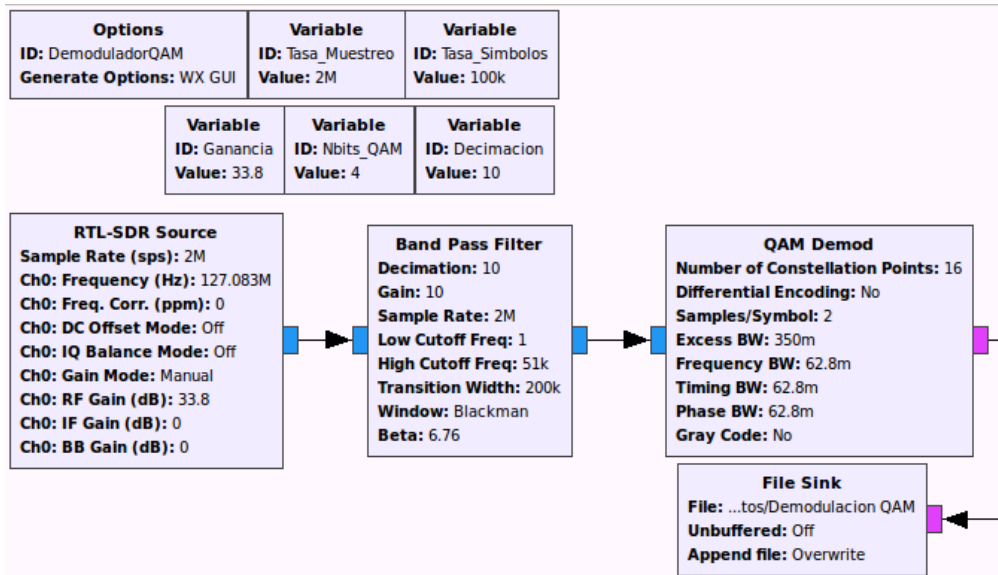 Options
ID: DemoduladorQAM
Generate Options: WX GUI
Variable
ID: Tasa_Muestreo
Value: 2M
Variable
ID: Tasa_Simbolos
Value: 100k
Variable
ID: Ganancia
Value: 33.8
Variable
ID: Nbits_QAM
Value: 4
Variable
ID: Decimacion
Value: 10
RTL-SDR Source
Sample Rate (sps): 2M
Ch0: Frequency (Hz): 127.083M
Ch0: Freq. Corr. (ppm): 0
Ch0: DC Offset Mode: Off
Ch0: IQ Balance Mode: Off
Ch0: Gain Mode: Manual
Ch0: RF Gain (dB): 33.8
Ch0: IF Gain (dB): 0
Ch0: BB Gain (dB): 0
Band Pass Filter
Decimation: 10
Gain: 10
Sample Rate: 2M
Low Cutoff Freq: 1
High Cutoff Freq: 51k
Transition Width: 200k
Window: Blackman
Beta: 6.76
QAM Demod
Number of Constellation Points: 16
Differential Encoding: No
Samples/Symbol: 2
Excess BW: 350m
Frequency BW: 62.8m
Timing BW: 62.8m
Phase BW: 62.8m
Gray Code: No
File Sink
File: ...tos/Demodulacion QAM
Unbuffered: Off
Append file: Overwrite